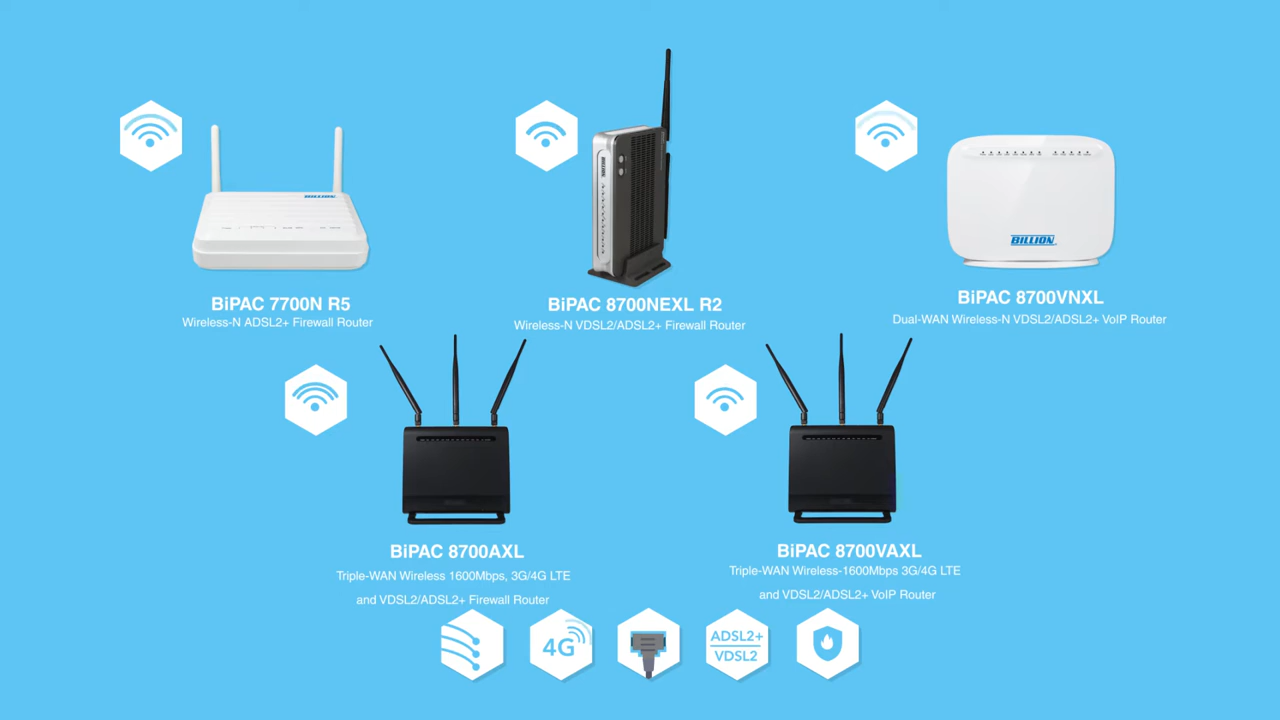 BILLION
BILLION
BILLION
BiPAC 7700N R5
Wireless-N ADSL2+ Firewall Router
BiPAC 8700NEXL R2
Wireless-N VDSL2/ADSL2+ Firewall Router
BiPAC 8700VNXL
Dual-WAN Wireless-N VDSL2/ADSL2+ VoIP Router
BiPAC 8700AXL
Triple-WAN Wireless 1600Mbps, 3G/4G LTE
and VDSL2/ADSL2+ Firewall Router
BiPAC 8700VAXL
Triple-WAN Wireless-1600Mbps 3G/4G LTE
and VDSL2/ADSL2+ VoIP Router
4G
ADSL2+
VDSL2